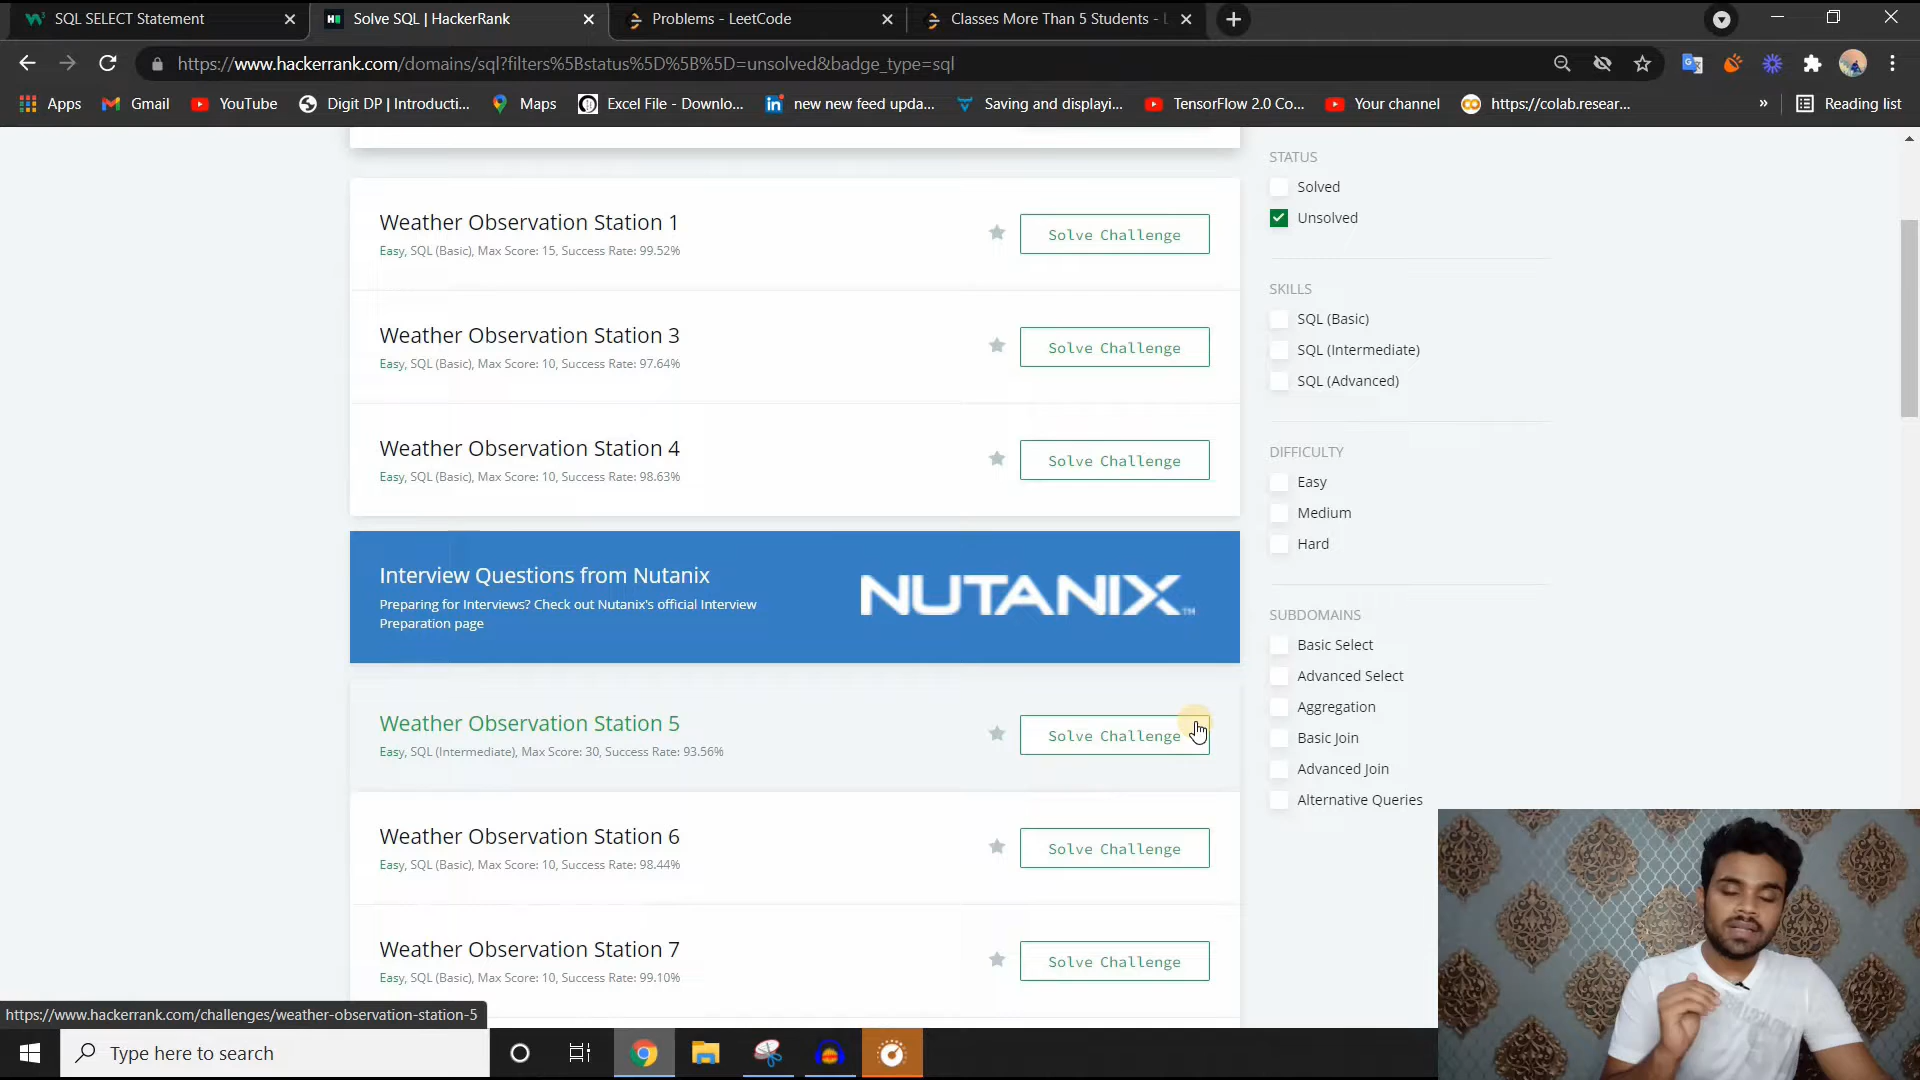 SQL SELECT Statement
Solve SQL | HackerRank
Problems - LeetCode
Classes More Than 5 Students - L
https://www.hackerrank.com/domains/sql?filters%5Bstatus%5D%5B%5D=unsolved&badge_type=sql
Apps
Gmail
YouTube
Digit DP | Introducti...
Maps
Excel File - Downlo...
new new feed upda...
Saving and displayi...
TensorFlow 2.0 Co...
Your channel
https://colab.resear...
»
Reading list
Weather Observation Station 1
Easy, SQL (Basic), Max Score: 15, Success Rate: 99.52%
Solve Challenge
Weather Observation Station 3
Easy, SQL (Basic), Max Score: 10, Success Rate: 97.64%
Solve Challenge
Weather Observation Station 4
Easy, SQL (Basic), Max Score: 10, Success Rate: 98.63%
Solve Challenge
Interview Questions from Nutanix
Preparing for Interviews? Check out Nutanix's official Interview
Preparation page
NUTANIX™
Weather Observation Station 5
Easy, SQL (Intermediate), Max Score: 30, Success Rate: 93.56%
Solve Challenge
Weather Observation Station 6
Easy, SQL (Basic), Max Score: 10, Success Rate: 98.44%
Solve Challenge
Weather Observation Station 7
Easy, SQL (Basic), Max Score: 10, Success Rate: 99.10%
Solve Challenge
STATUS
Solved
Unsolved
SKILLS
SQL (Basic)
SQL (Intermediate)
SQL (Advanced)
DIFFICULTY
Easy
Medium
Hard
SUBDOMAINS
Basic Select
Advanced Select
Aggregation
Basic Join
Advanced Join
Alternative Queries
https://www.hackerrank.com/challenges/weather-observation-station-5
Type here to search